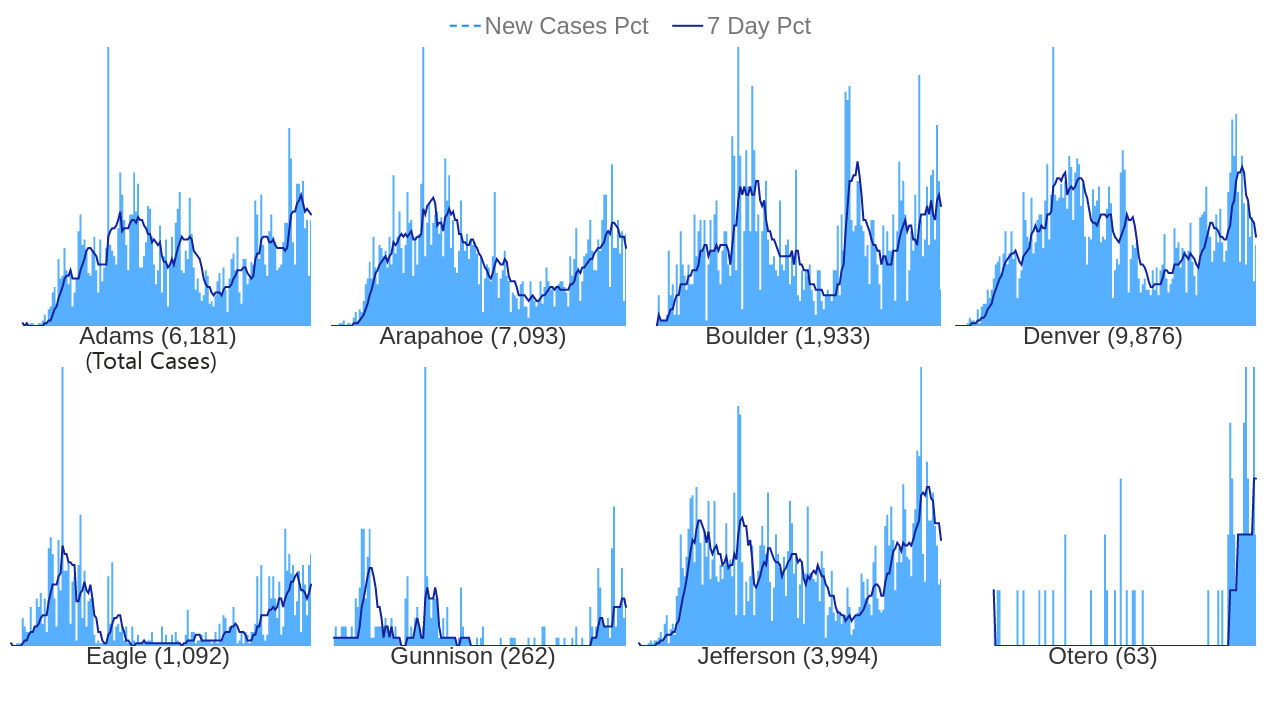 New Cases Pct 7 Day Pct
Adams (6,181) Arapahoe (7,093) Boulder (1,933) Denver (9,876)
(Total Cases)
Eagle (1,092) Gunnison (262) Jefferson (3,994) Otero (63)